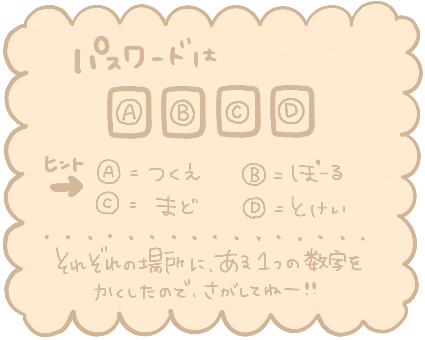 パスワードは
Ⓐ Ⓑ Ⓒ Ⓓ
ヒント
Ⓐ = つくえ Ⓑ = ぼーる
Ⓒ = まど Ⓓ = とけい
それぞれの場所に、ある1つの数字を
かくしたので、さがしてねー!!